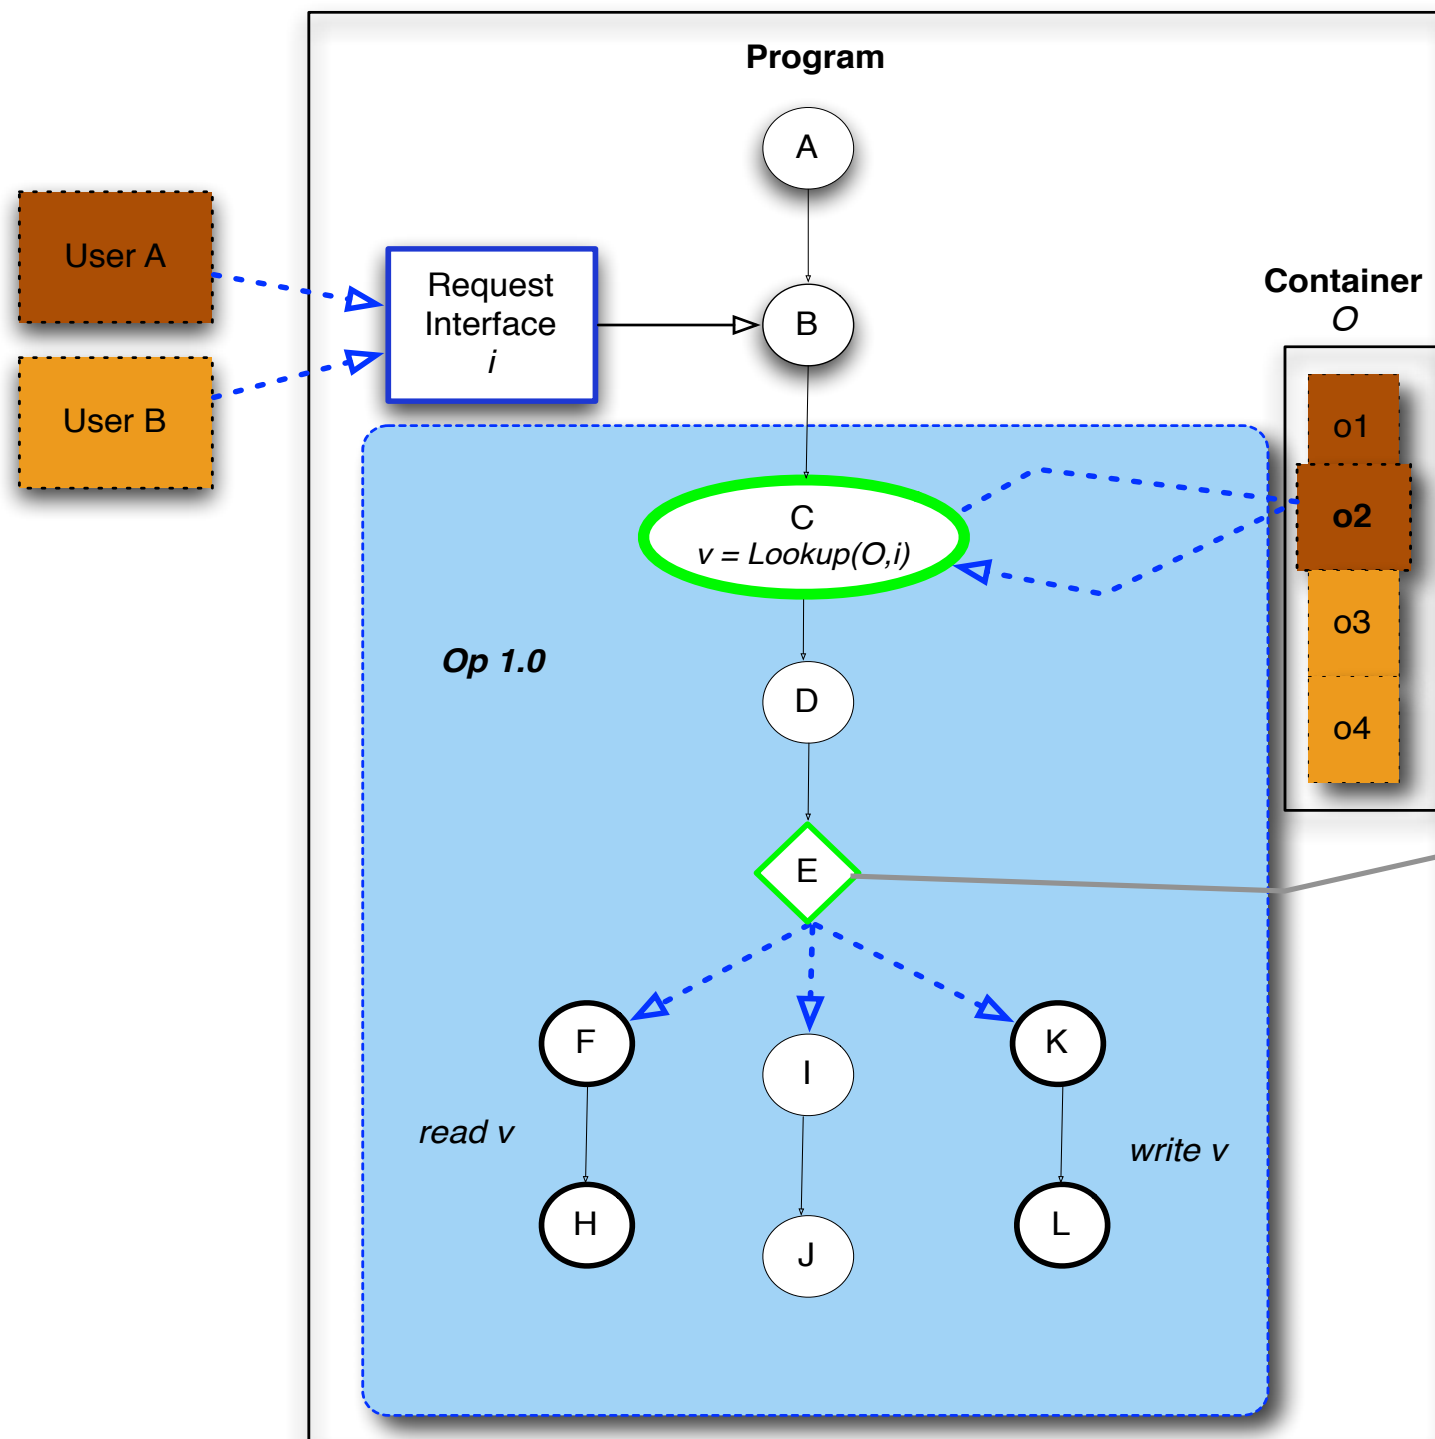 Program
A
User A
Request
Interface
i
B
Container
O
User B
o1
o2
o3
o4
C
v = Lookup(O,i)
Op 1.0
D
E
F
I
K
read v
write v
H
J
L